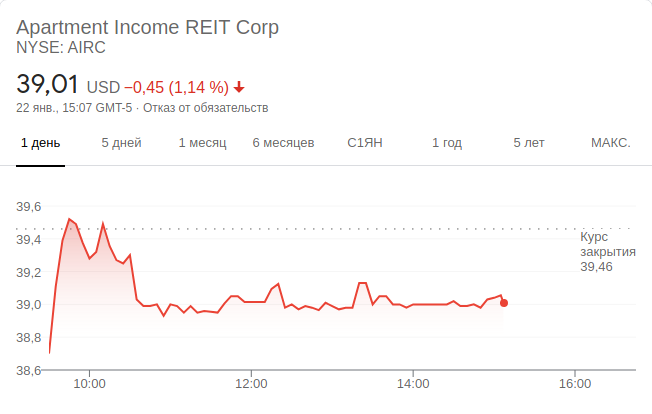 Apartment Income REIT Corp
NYSE: AIRC
39,01 USD −0,45 (1,14 %)
22 янв., 15:07 GMT-5 · Отказ от обязательств
1 день 5 дней 1 месяц 6 месяцев С1ЯН 1 год 5 лет МАКС.
39,6
39,4
39,2
39,0
38,8
38,6
Курс
закрытия
39,46
10:00 12:00 14:00 16:00